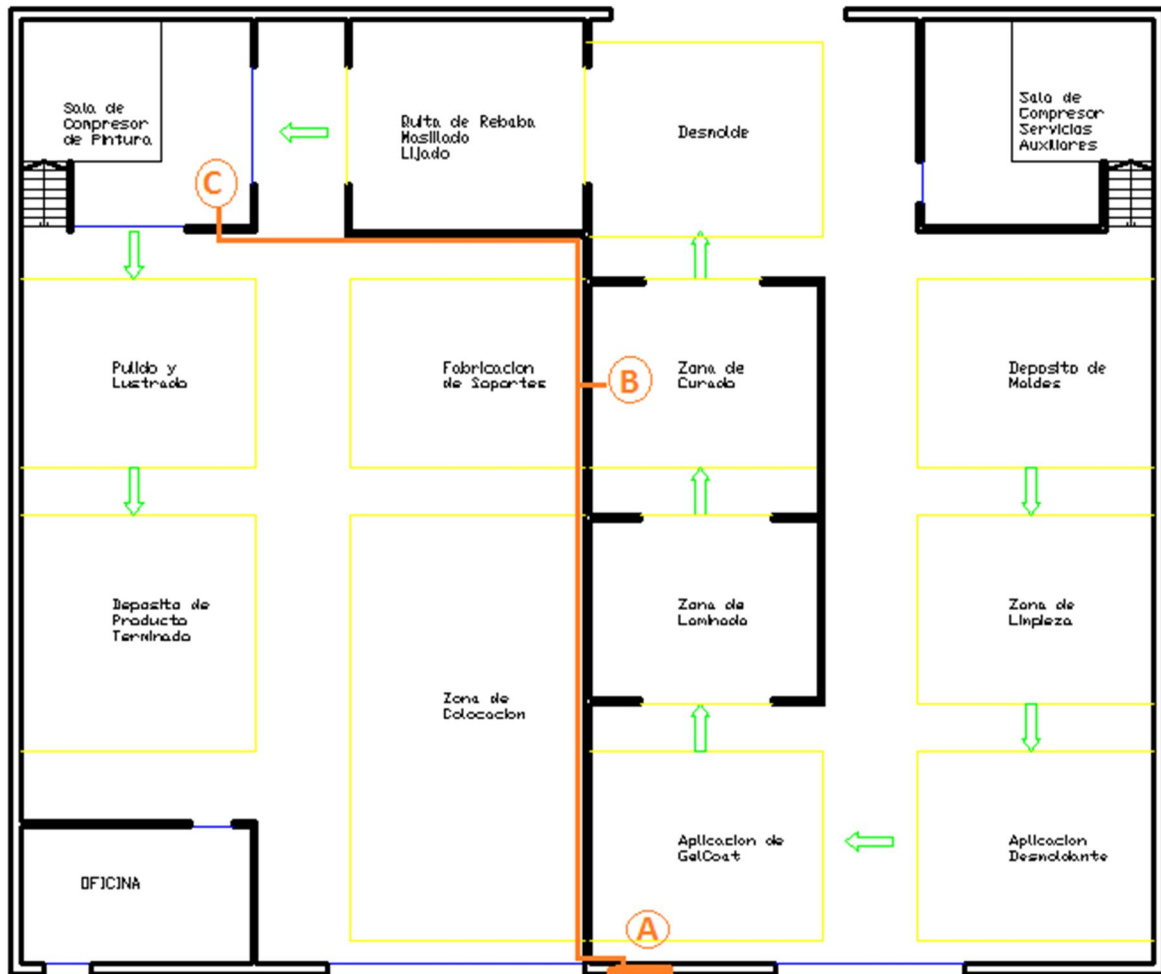 Sala de
Compresor
de Pintura
C
Quita de Rebaba
Masillado
Lijado
Desmolde
Sala de
Compresor
Servicios
Auxiliares
Pulido y
Lustrado
Fabricacion
de Soportes
B
Zona de
Curado
Deposito de
Moldes
Deposito de
Producto
Terminado
Zona de
Colocacion
Zona de
Laminado
Zona de
Limpieza
OFICINA
Aplicacion de
GelCoat
A
Aplicacion
Desmoldante